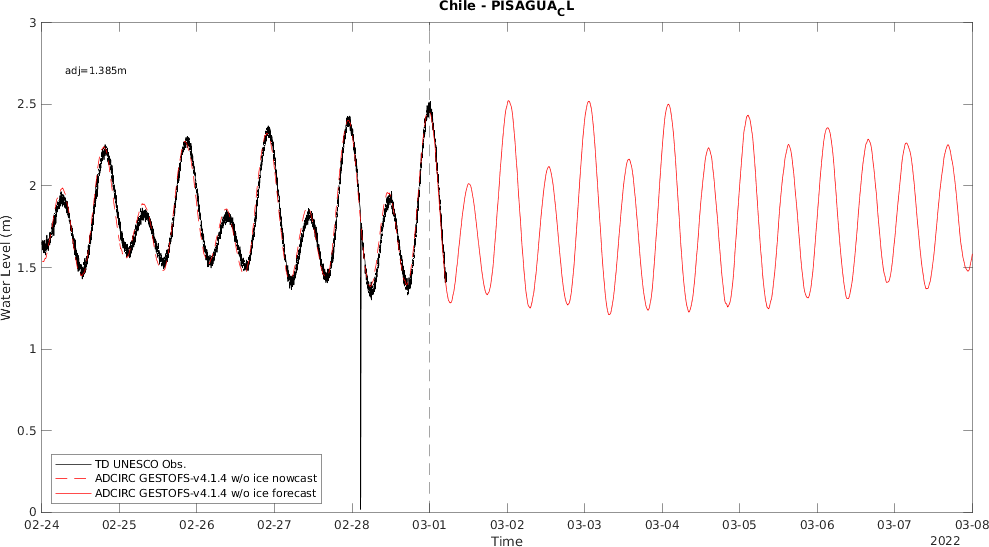 Chile - PISAGUA_CL
3
adj=1.385m
2.5
2
1.5
1
0.5
0
Water Level (m)
TD UNESCO Obs.
ADCIRC GESTOFS-v4.1.4 w/o ice nowcast
ADCIRC GESTOFS-v4.1.4 w/o ice forecast
02-24 02-25 02-26 02-27 02-28 03-01 03-02 03-03 03-04 03-05 03-06 03-07 03-08
Time
2022